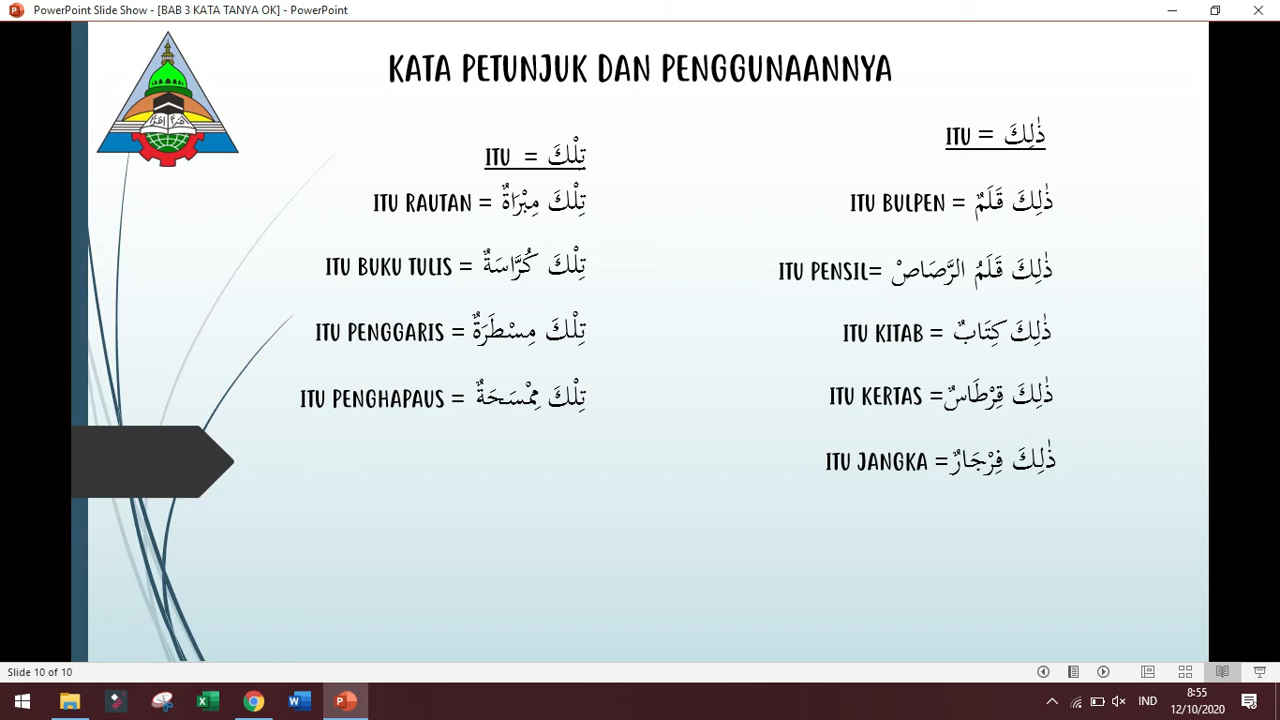 PowerPoint Slide Show - [BAB 3 KATA TANYA OK] - PowerPoint
KATA PETUNJUK DAN PENGGUNAANNYA
ذٰلِكَ = ITU
ذٰلِكَ قَلَمٌ = ITU BULPEN
ذٰلِكَ قَلَمُ الرَّصَاصْ =ITU PENSIL
ذٰلِكَ كِتَابٌ = ITU KITAB
ذٰلِكَ قِرْطَاسٌ= ITU KERTAS
ذٰلِكَ فِرْجَارٌ= ITU JANGKA
تِلْكَ = ITU
تِلْكَ مِبْرَاةٌ = ITU RAUTAN
تِلْكَ كُرَّاسَةٌ = ITU BUKU TULIS
تِلْكَ مِسْطَرَةٌ = ITU PENGGARIS
تِلْكَ مِمْسَحَةٌ = ITU PENGHAPAUS
Slide 10 of 10
IND
8:55
12/10/2020